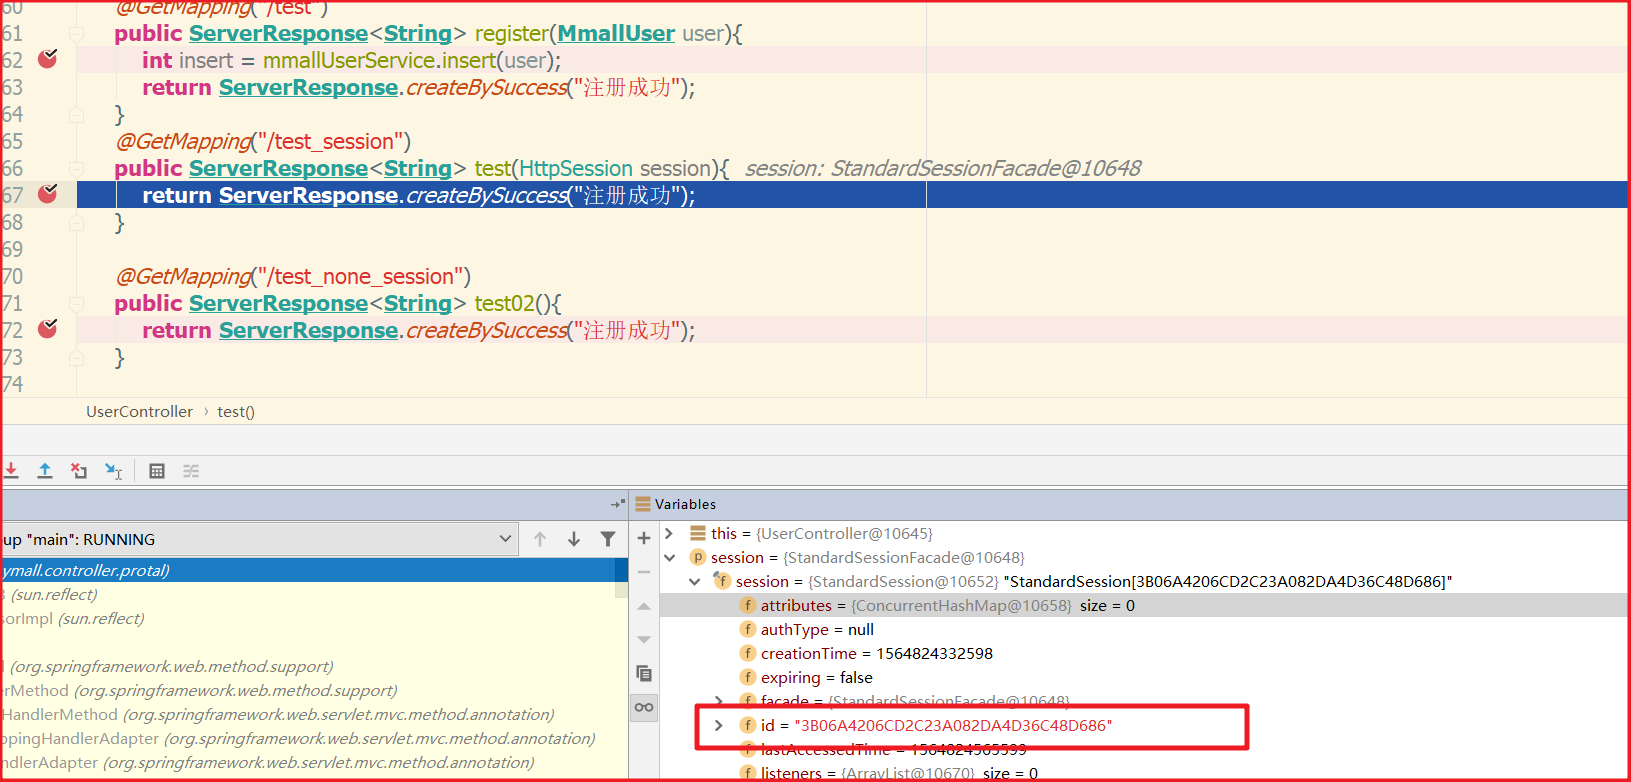 60 @GetMapping("/test")
61 public ServerResponse<String> register(MmallUser user){
62 int insert = mmallUserService.insert(user);
63 return ServerResponse.createBySuccess("注册成功");
64 }
65 @GetMapping("/test_session")
66 public ServerResponse<String> test(HttpSession session){ session: StandardSessionFacade@10648
67 return ServerResponse.createBySuccess("注册成功");
68 }
69
70 @GetMapping("/test_none_session")
71 public ServerResponse<String> test02(){
72 return ServerResponse.createBySuccess("注册成功");
73 }
74
UserController › test()
Variables
up "main": RUNNING
ymall.controller.protal)
(sun.reflect)
sorImpl (sun.reflect)
(org.springframework.web.method.support)
erMethod (org.springframework.web.method.support)
HandlerMethod (org.springframework.web.servlet.mvc.method.annotation)
ppingHandlerAdapter (org.springframework.web.servlet.mvc.method.annotation)
ndlerAdapter (org.springframework.web.servlet.mvc.method.annotation)
this = {UserController@10645}
p session = {StandardSessionFacade@10648}
f session = {StandardSession@10652} "StandardSession[3B06A4206CD2C23A082DA4D36C48D686]"
f attributes = {ConcurrentHashMap@10658} size = 0
f authType = null
f creationTime = 1564824332598
f expiring = false
f facade = {StandardSessionFacade@10648}
f id = "3B06A4206CD2C23A082DA4D36C48D686"
f lastAccessedTime = 1564824565599
f listeners = {ArrayList@10670} size = 0